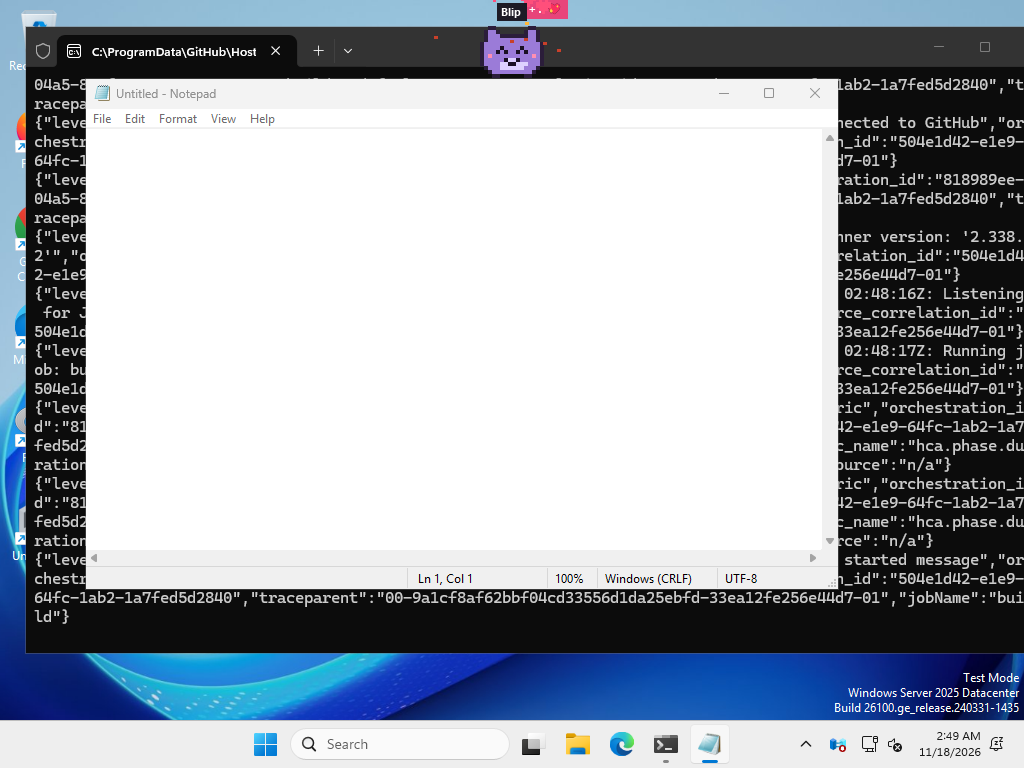 Blip
C:\ProgramData\GitHub\Host
Untitled - Notepad
File Edit Format View Help
04a5-8
lab2-1a7fed5d2840","t
racepa
{"leve
nected to GitHub","or
chestr
n_id":"504e1d42-e1e9-
64fc-1
d7-01"}
{"leve
ration_id":"818989ee-
04a5-8
lab2-1a7fed5d2840","t
racepa
{"leve
nner version: '2.338.
2'","o
relation_id":"504e1d4
2-e1e9
e256e44d7-01"}
{"leve
02:48:16Z: Listening
for J
rce_correlation_id":"
504e1d
33ea12fe256e44d7-01"}
{"leve
02:48:17Z: Running j
ob: bu
rce_correlation_id":"
504e1d
33ea12fe256e44d7-01"}
{"leve
ric","orchestration_i
d":"81
42-e1e9-64fc-1ab2-1a7
fed5d2
c_name":"hca.phase.du
ration
ource":"n/a"}
{"leve
ric","orchestration_i
d":"81
42-e1e9-64fc-1ab2-1a7
fed5d2
c_name":"hca.phase.du
ration
ource":"n/a"}
{"leve
started message","or
chestr
n_id":"504e1d42-e1e9-
Ln 1, Col 1
100%
Windows (CRLF)
UTF-8
64fc-1ab2-1a7fed5d2840","traceparent":"00-9a1cf8af62bbf04cd33556d1da25ebfd-33ea12fe256e44d7-01","jobName":"bui
ld"}
Test Mode
Windows Server 2025 Datacenter
Build 26100.ge_release.240331-1435
Search
2:49 AM
11/18/2026